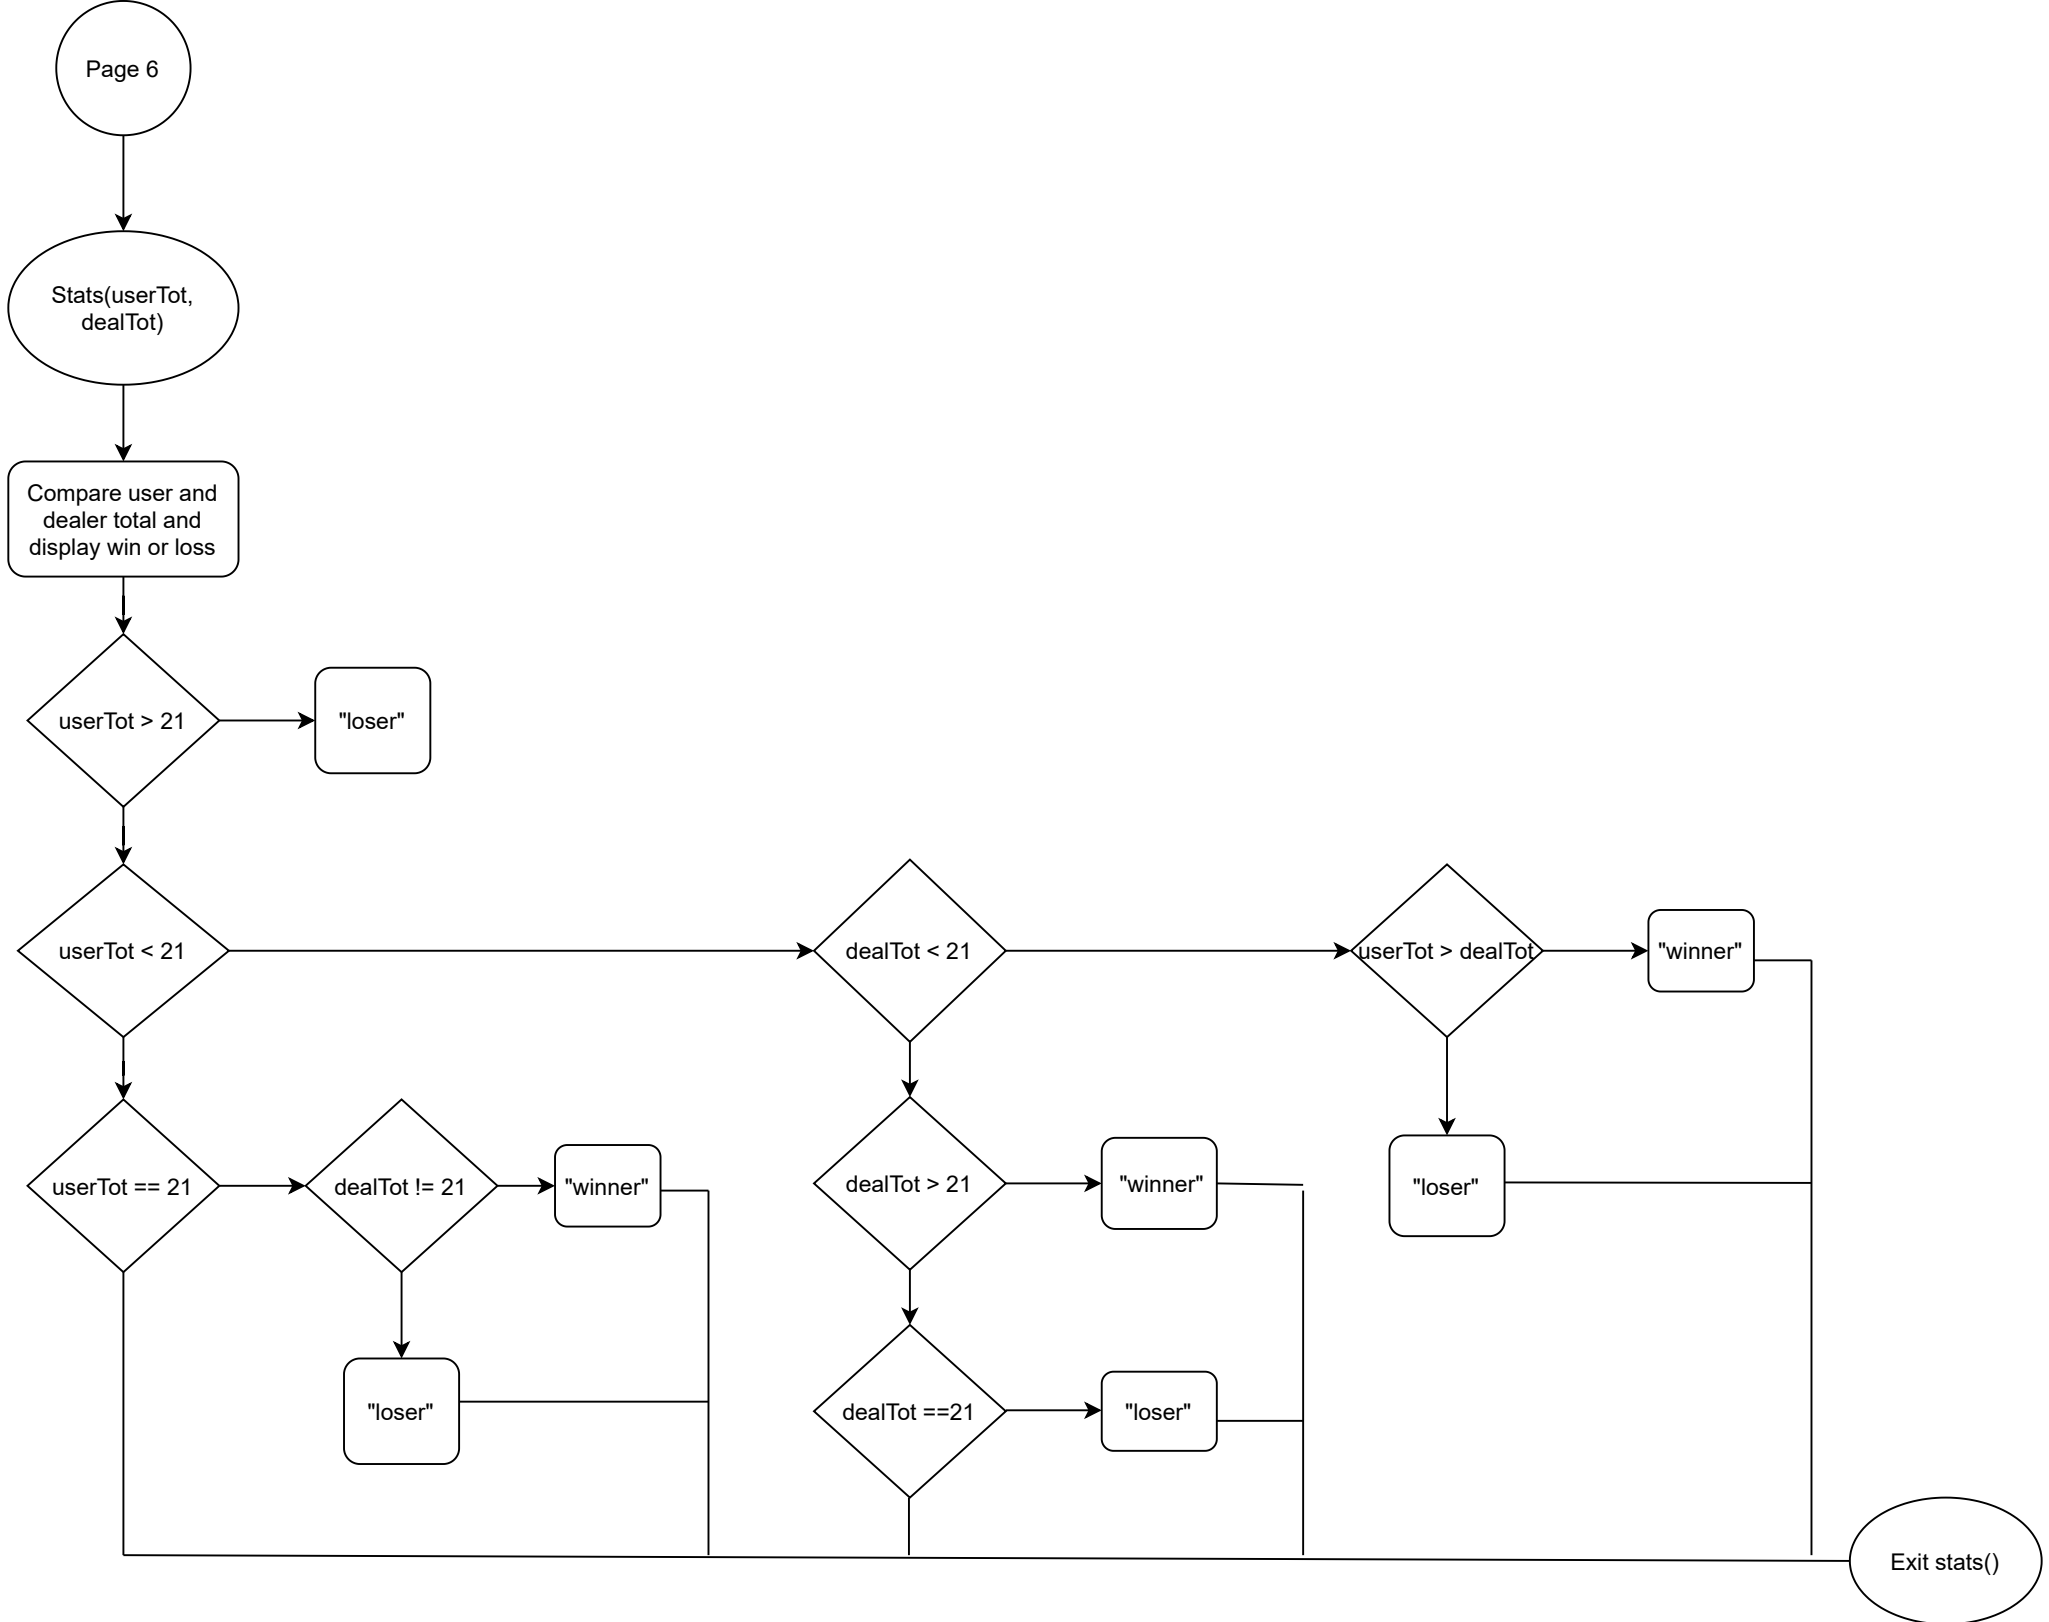 Page 6
Stats(userTot,
dealTot)
Compare user and
dealer total and
display win or loss
userTot > 21
"loser"
userTot < 21
dealTot < 21
userTot > dealTot
"winner"
userTot == 21
dealTot != 21
"winner"
dealTot > 21
"winner"
"loser"
"loser"
dealTot ==21
"loser"
Exit stats()